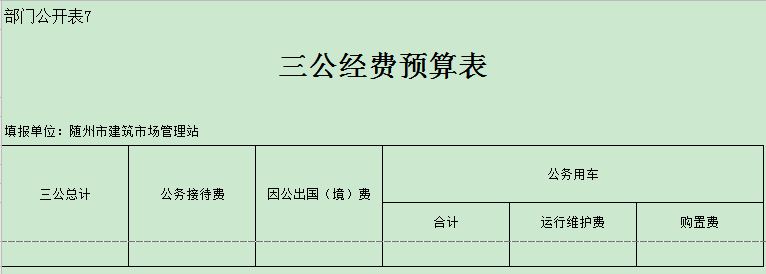 部门公开表7
三公经费预算表
填报单位：随州市建筑市场管理站
三公总计 公务接待费 因公出国（境）费 公务用车
合计 运行维护费 购置费